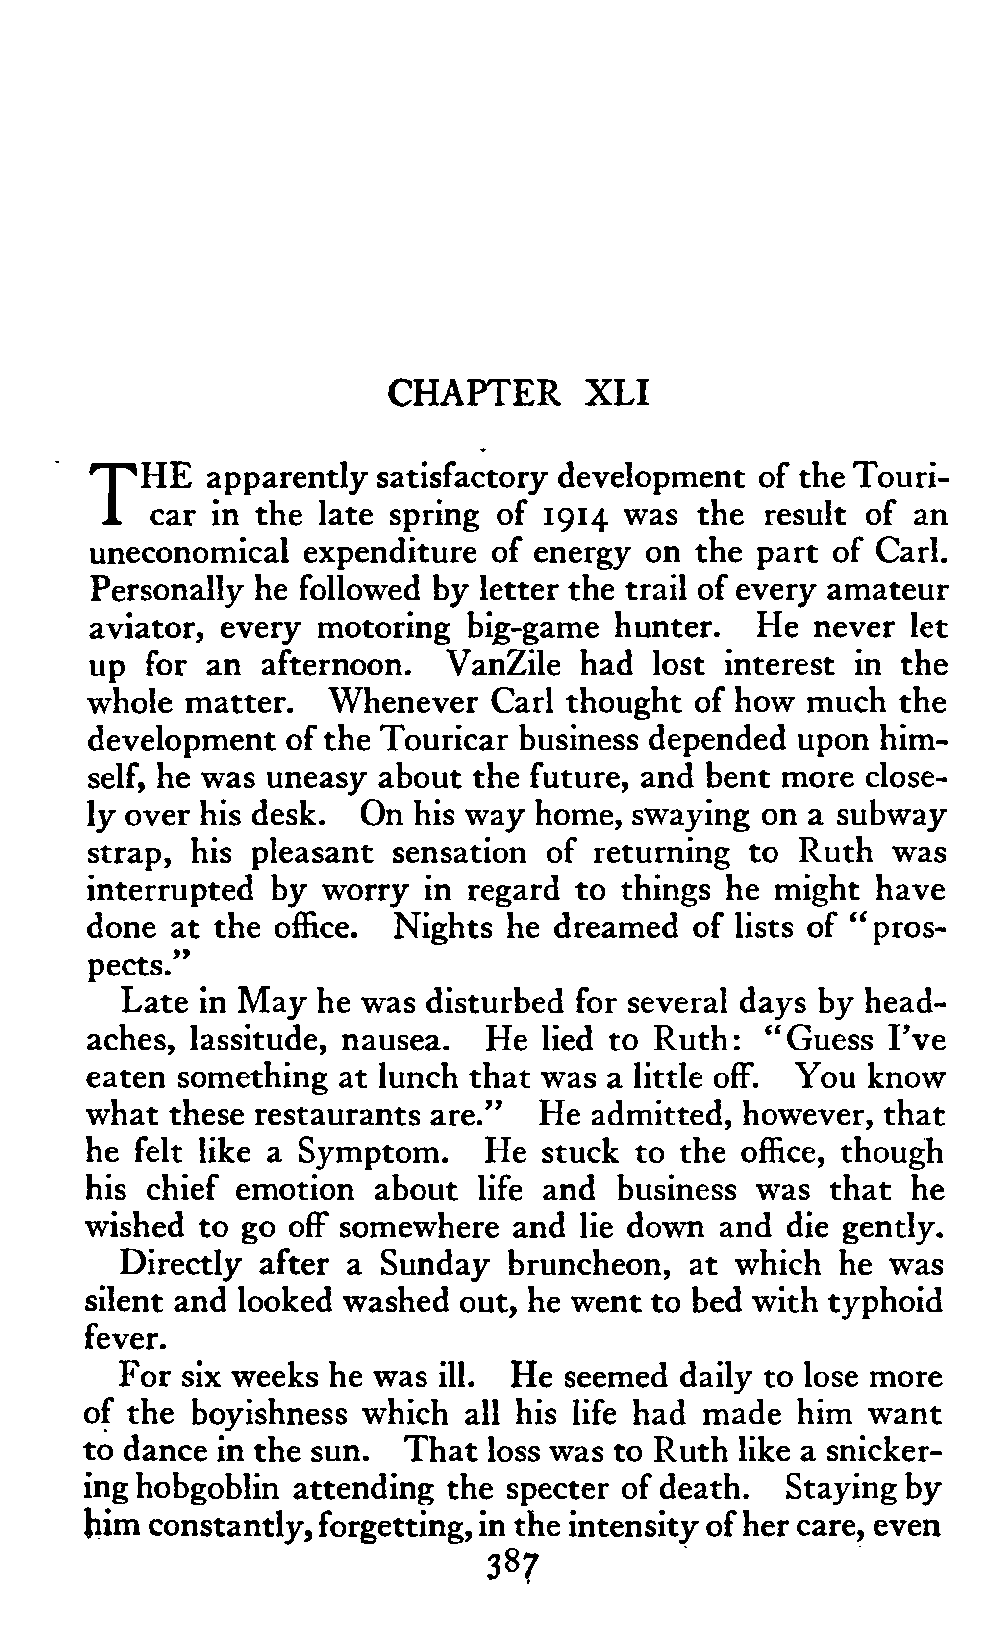 CHAPTER XLI
THE apparently satisfactory development of the Touri-
car in the late spring of 1914 was the result of an
uneconomical expenditure of energy on the part of Carl.
Personally he followed by letter the trail of every amateur
aviator, every motoring big-game hunter. He never let
up for an afternoon. VanZile had lost interest in the
whole matter. Whenever Carl thought of how much the
development of the Touricar business depended upon him-
self, he was uneasy about the future, and bent more close-
ly over his desk. On his way home, swaying on a subway
strap, his pleasant sensation of returning to Ruth was
interrupted by worry in regard to things he might have
done at the office. Nights he dreamed of lists of “pros-
pects.”
Late in May he was disturbed for several days by head-
aches, lassitude, nausea. He lied to Ruth: “Guess I've
eaten something at lunch that was a little off. You know
what these restaurants are.” He admitted, however, that
he felt like a Symptom. He stuck to the office, though
his chief emotion about life and business was that he
wished to go off somewhere and lie down and die gently.
Directly after a Sunday bruncheon, at which he was
silent and looked washed out, he went to bed with typhoid
fever.
For six weeks he was ill. He seemed daily to lose more
of the boyishness which all his life had made him want
to dance in the sun. That loss was to Ruth like a snicker-
ing hobgoblin attending the specter of death. Staying by
him constantly, forgetting, in the intensity of her care, even
387